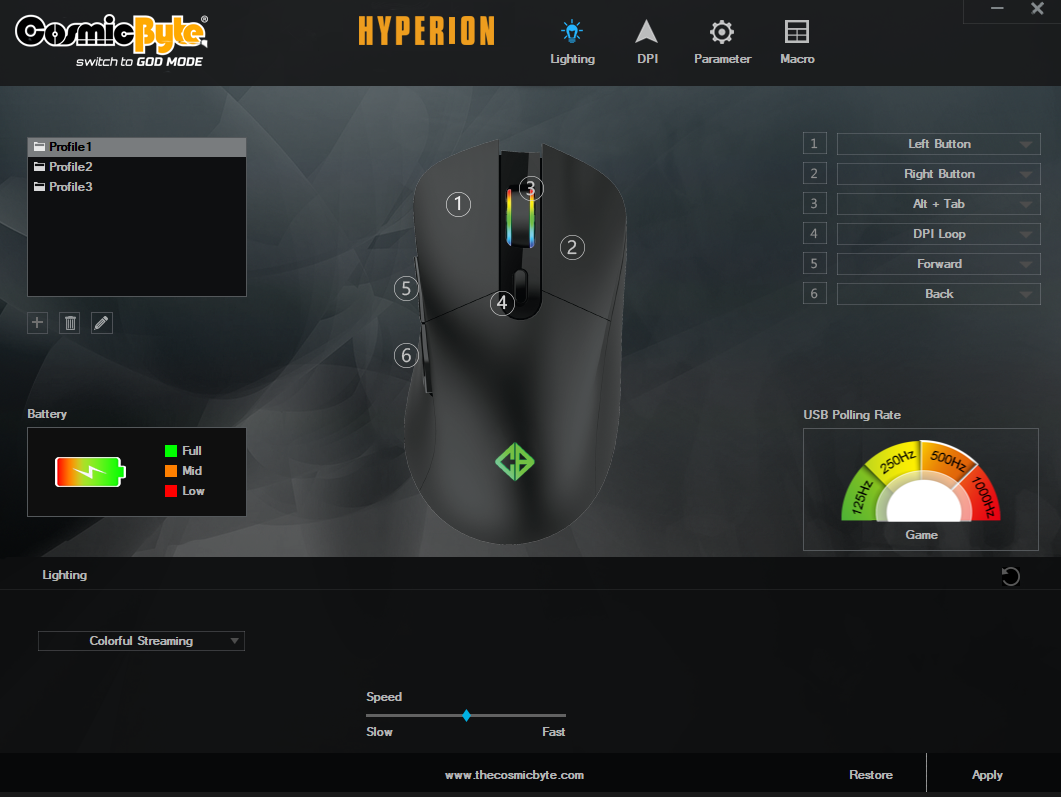 CosmicByte®
switch to GOD MODE
HYPERION
Lighting
DPI
Parameter
Macro
Profile1
Profile2
Profile3
1
2
3
4
5
6
1 Left Button
2 Right Button
3 Alt + Tab
4 DPI Loop
5 Forward
6 Back
Battery
Full
Mid
Low
USB Polling Rate
125Hz
250Hz
500Hz
1000Hz
Game
Lighting
Colorful Streaming
Speed
Slow
Fast
www.thecosmicbyte.com
Restore
Apply